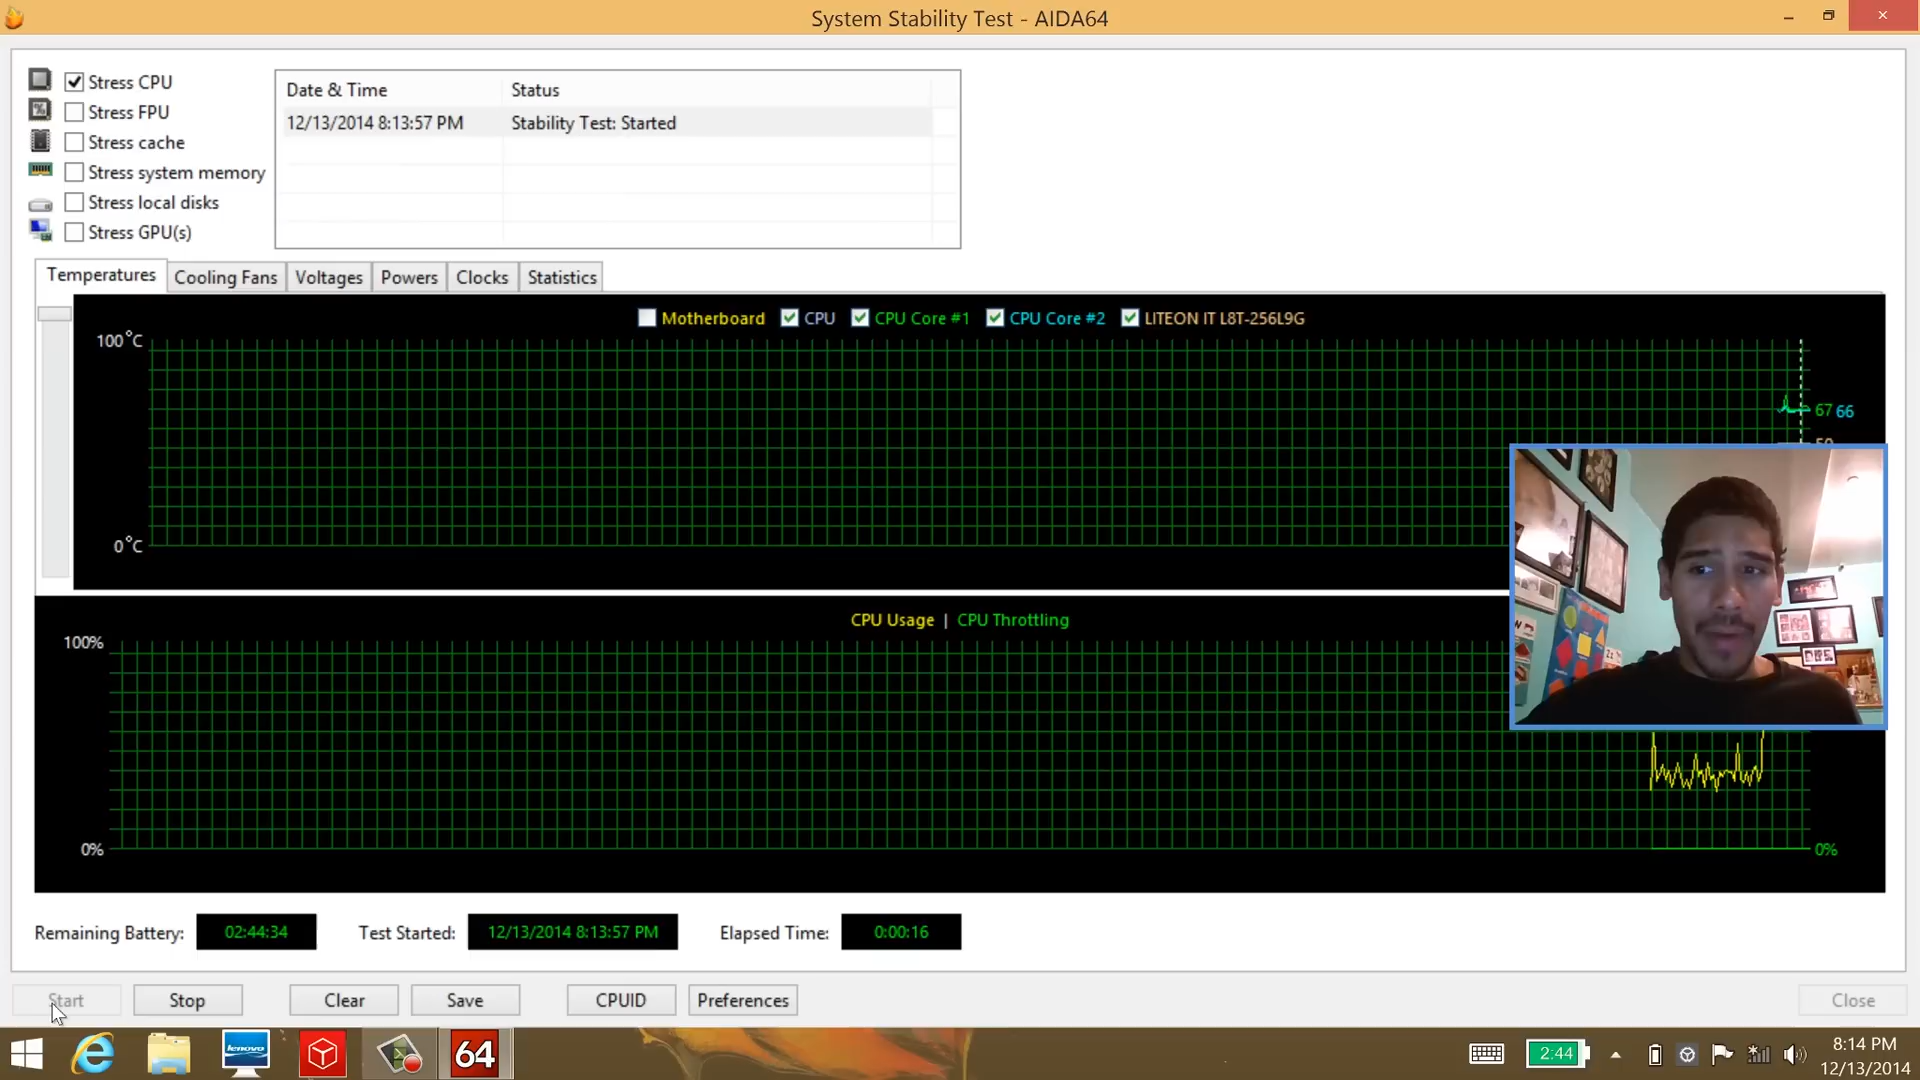 System Stability Test - AIDA64
Stress CPU
Stress FPU
Stress cache
Stress system memory
Stress local disks
Stress GPU(s)
Date & Time Status
12/13/2014 8:13:57 PM Stability Test: Started
Temperatures Cooling Fans Voltages Powers Clocks Statistics
Motherboard CPU CPU Core #1 CPU Core #2 LITEON IT L8T-256L9G
100°C
67 66
0°C
CPU Usage | CPU Throttling
100%
0% 0%
Remaining Battery: 02:44:34 Test Started: 12/13/2014 8:13:57 PM Elapsed Time: 0:00:16
Start Stop Clear Save CPUID Preferences Close
lenovo 64 2:44 8:14 PM
12/13/2014